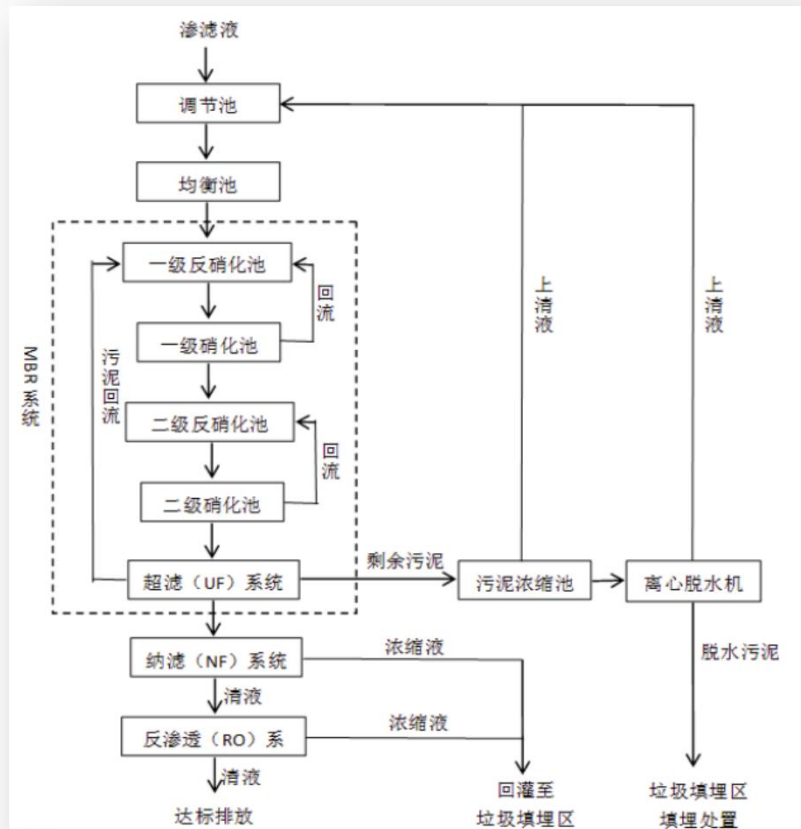 渗滤液
调节池
均衡池
一级反硝化池
回流
一级硝化池
污泥回流
MBR 系统
二级反硝化池
回流
二级硝化池
超滤（UF）系统
剩余污泥
污泥浓缩池
离心脱水机
上清液
上清液
纳滤（NF）系统
浓缩液
脱水污泥
清液
反渗透（RO）系
浓缩液
清液
达标排放
回灌至
垃圾填埋区
垃圾填埋区
填埋处置